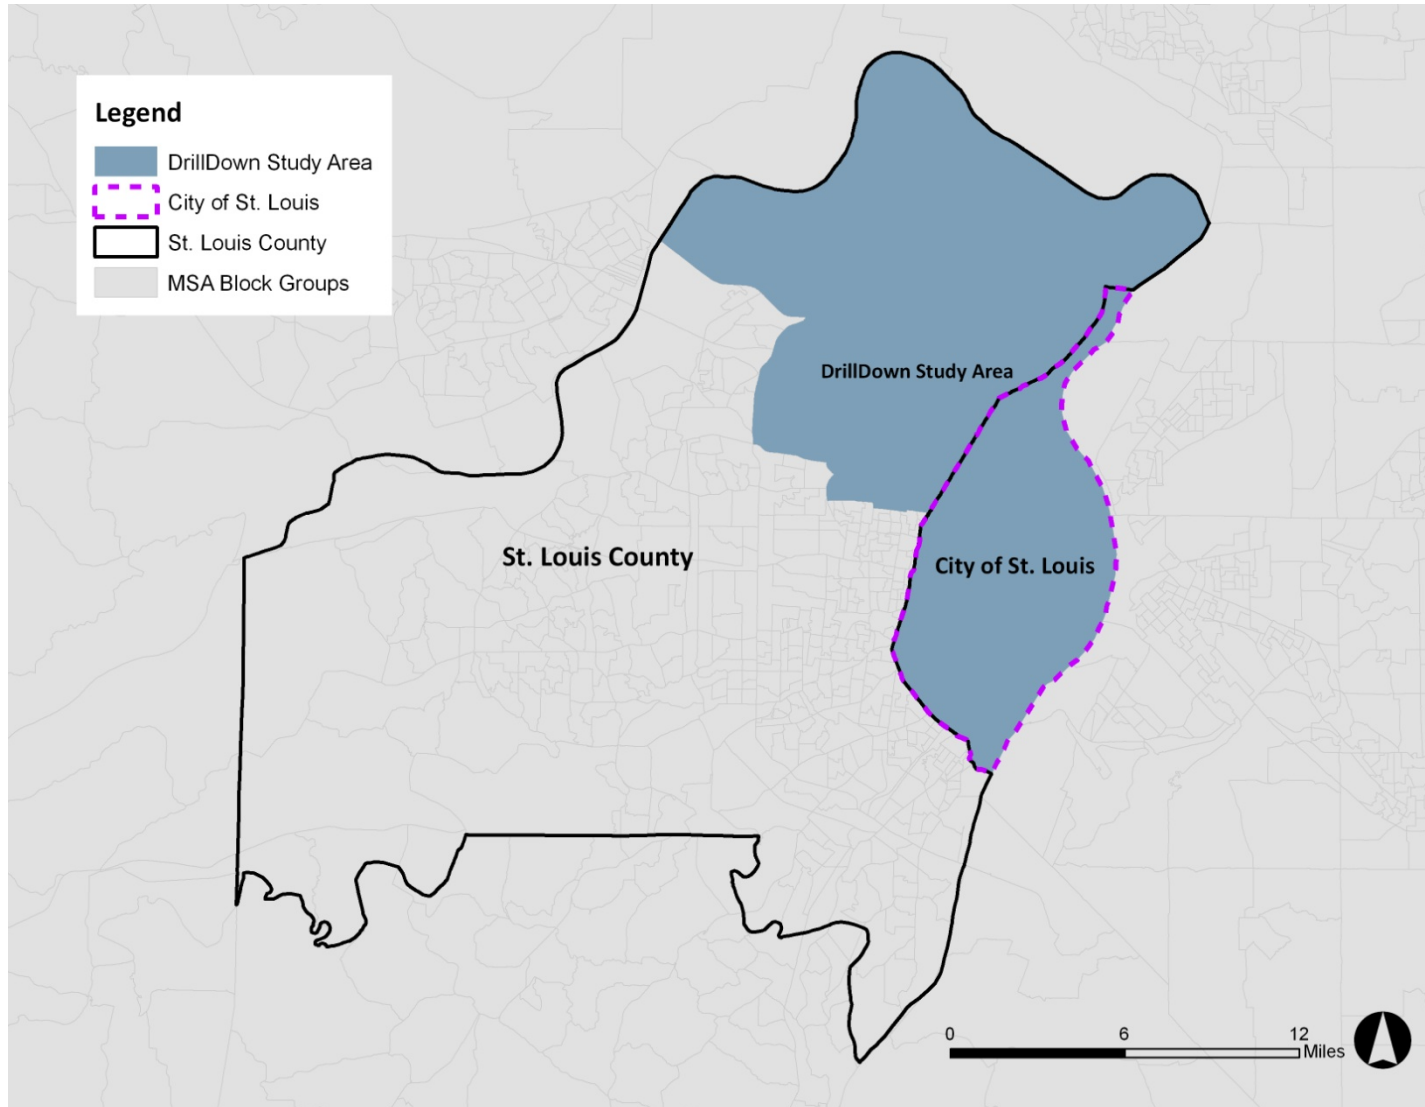 Legend
DrillDown Study Area
City of St. Louis
St. Louis County
MSA Block Groups
DrillDown Study Area
St. Louis County
City of St. Louis
0 6 12
Miles